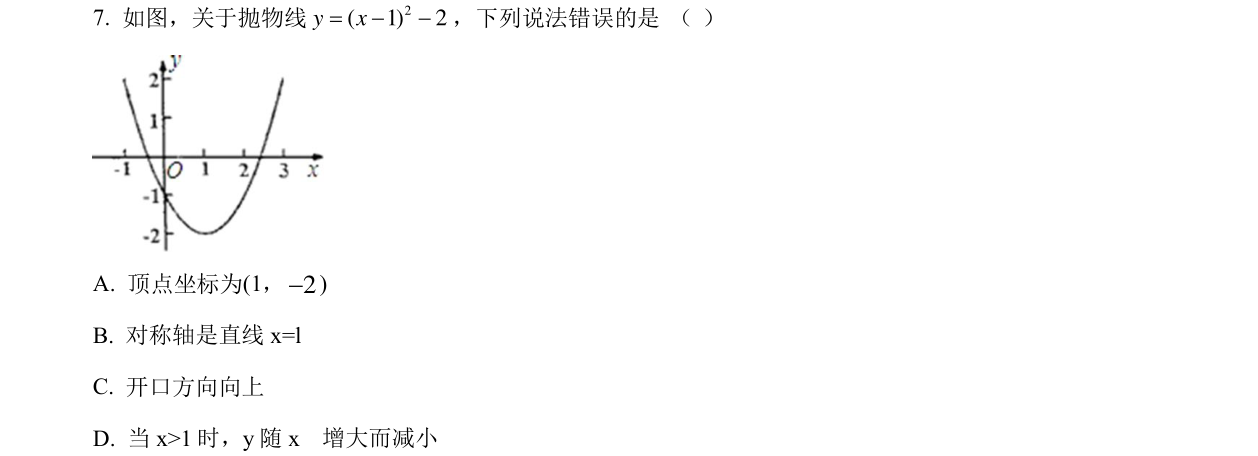 7. 如图，关于抛物线 y = (x−1)² − 2，下列说法错误的是 （ ）
y
2
1
-1 O 1 2 3 x
-1
-2
A. 顶点坐标为(1，−2)
B. 对称轴是直线 x=l
C. 开口方向向上
D. 当 x>1 时，y 随 x 增大而减小